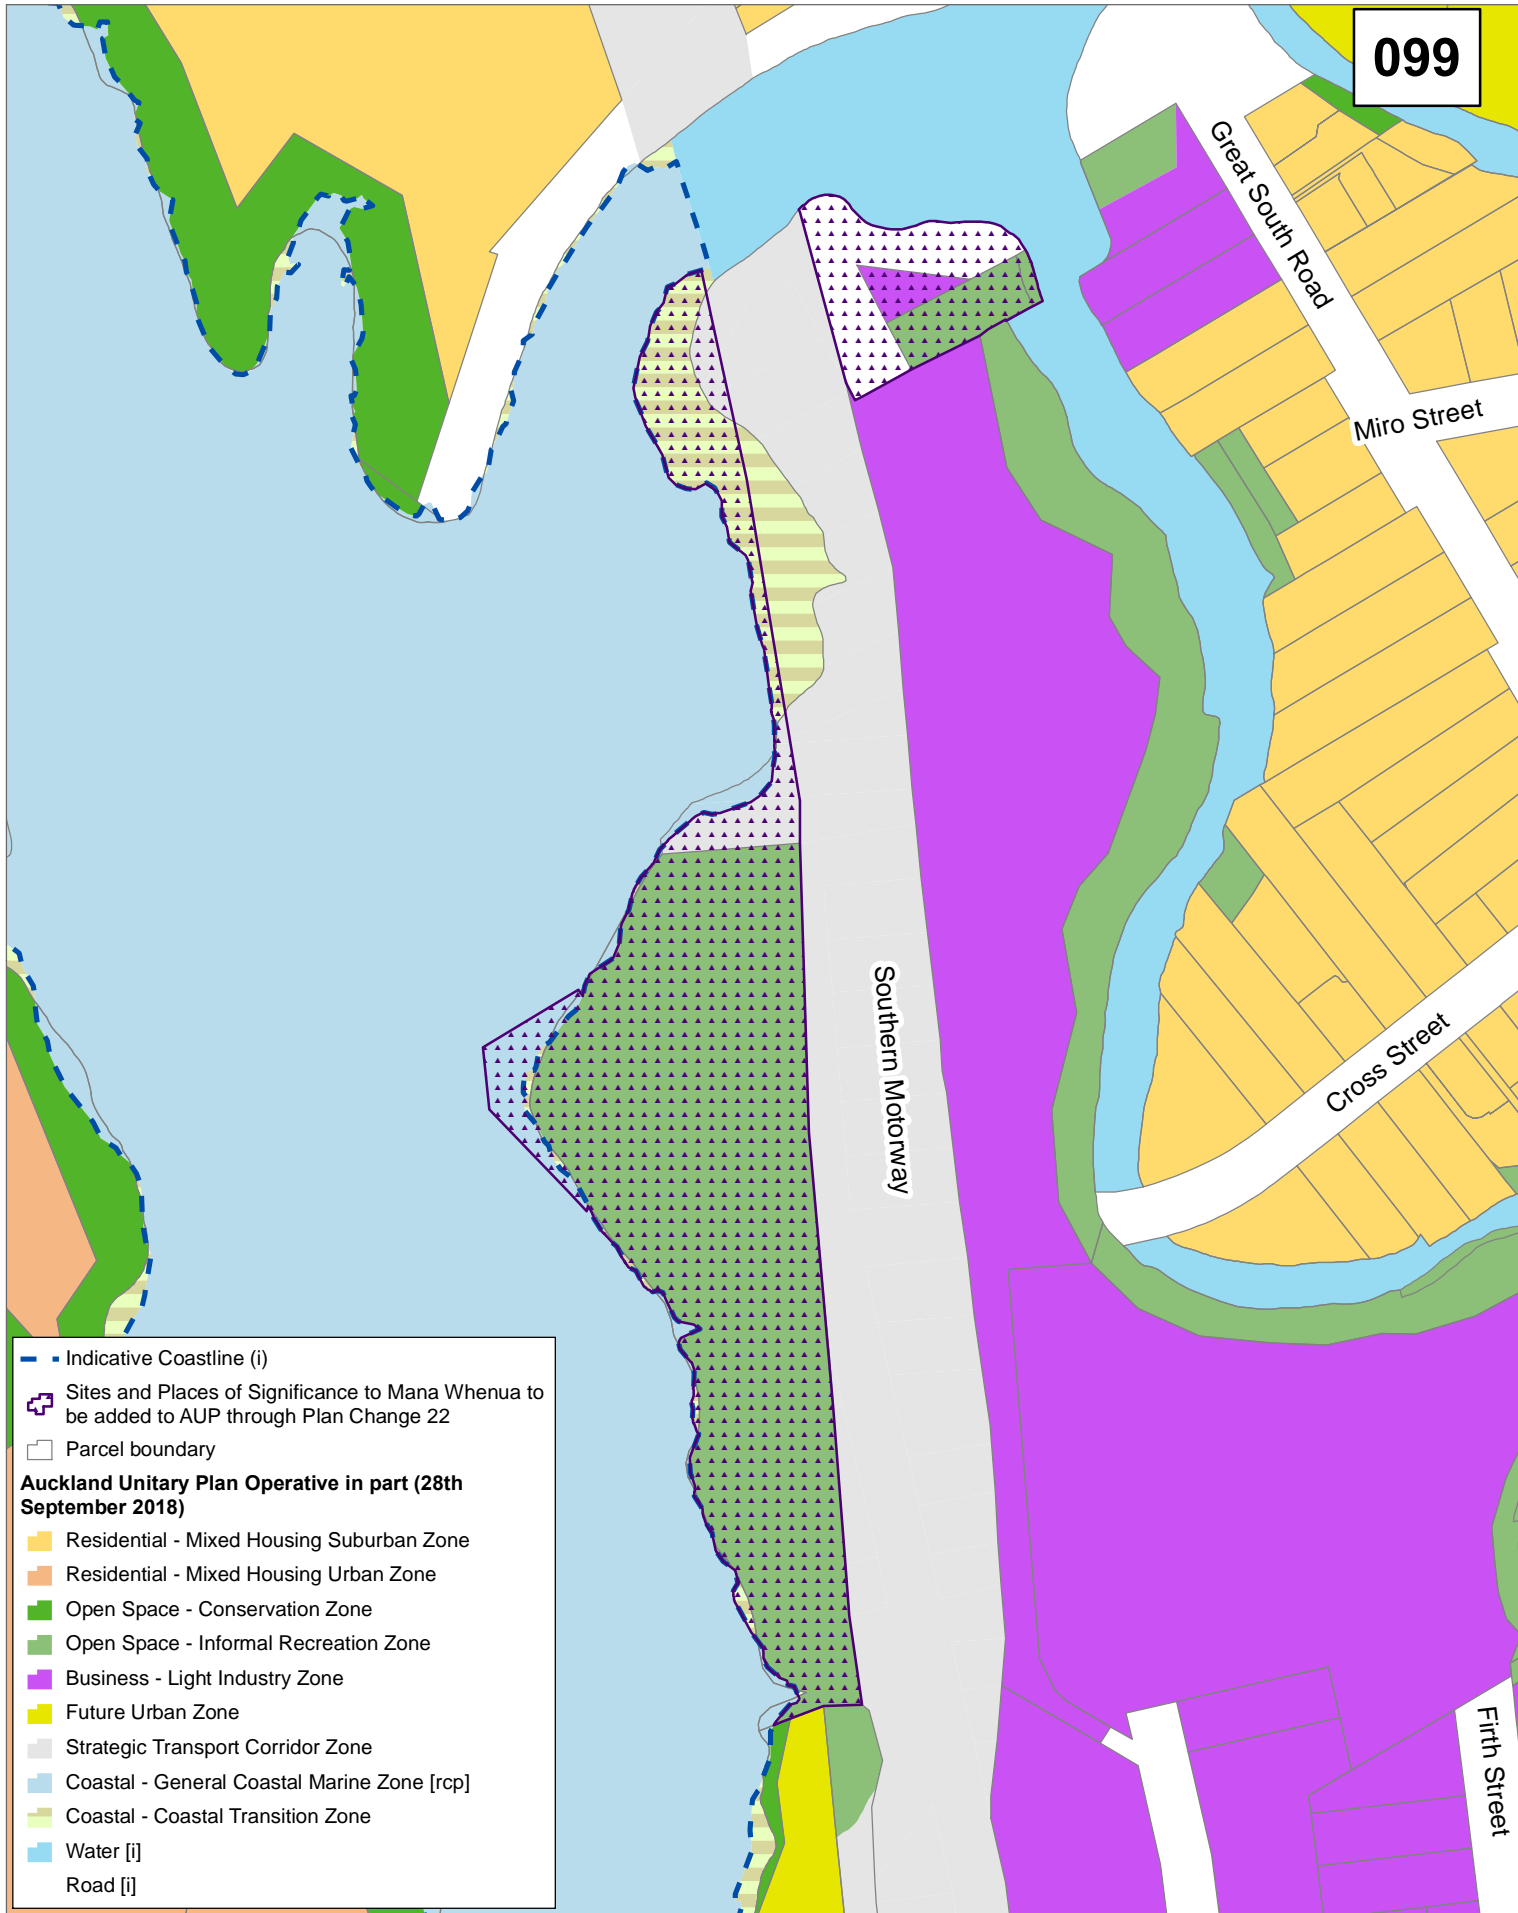 099
Great South Road
Miro Street
Southern Motorway
Cross Street
Firth Street
Indicative Coastline (i)
Sites and Places of Significance to Mana Whenua to
be added to AUP through Plan Change 22
Parcel boundary
Auckland Unitary Plan Operative in part (28th
September 2018)
Residential - Mixed Housing Suburban Zone
Residential - Mixed Housing Urban Zone
Open Space - Conservation Zone
Open Space - Informal Recreation Zone
Business - Light Industry Zone
Future Urban Zone
Strategic Transport Corridor Zone
Coastal - General Coastal Marine Zone [rcp]
Coastal - Coastal Transition Zone
Water [i]
Road [i]